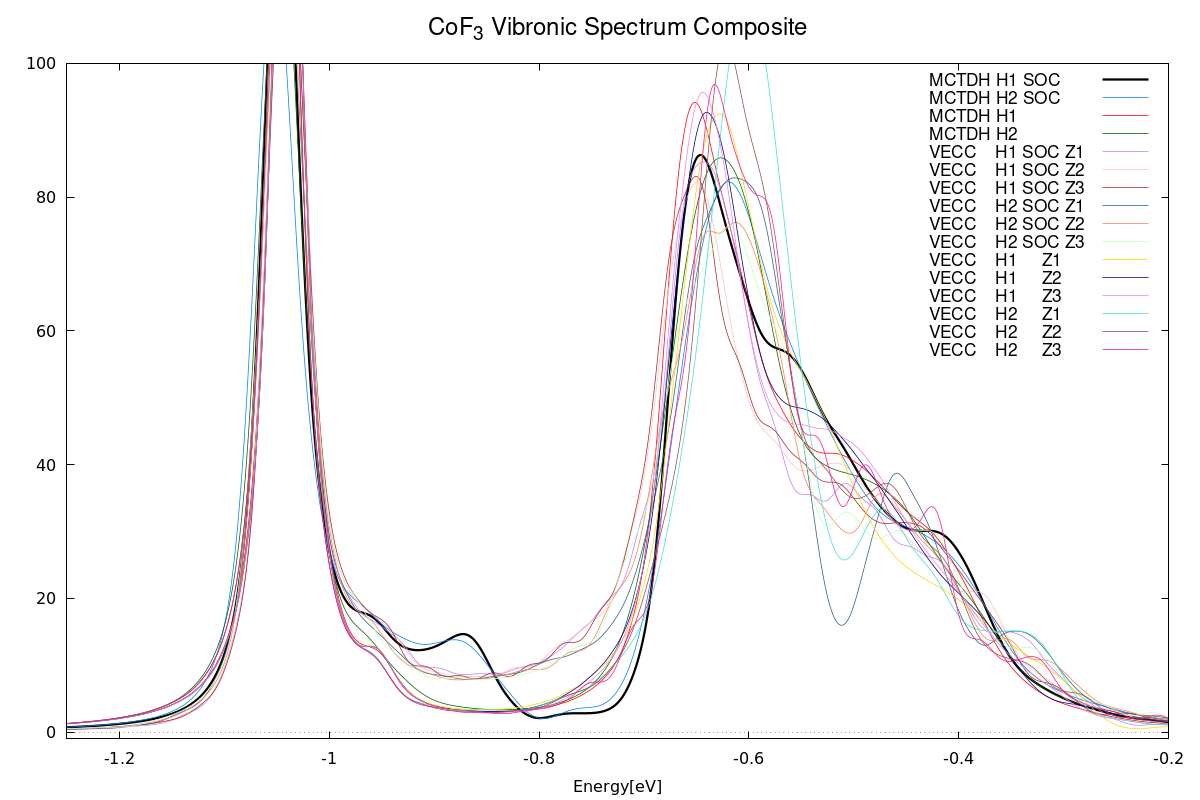 CoF₃ Vibronic Spectrum Composite
100
80
60
40
20
0
MCTDH H1 SOC
MCTDH H2 SOC
MCTDH H1
MCTDH H2
VECC H1 SOC Z1
VECC H1 SOC Z2
VECC H1 SOC Z3
VECC H2 SOC Z1
VECC H2 SOC Z2
VECC H2 SOC Z3
VECC H1 Z1
VECC H1 Z2
VECC H1 Z3
VECC H2 Z1
VECC H2 Z2
VECC H2 Z3
-1.2 -1 -0.8 -0.6 -0.4 -0.2
Energy[eV]